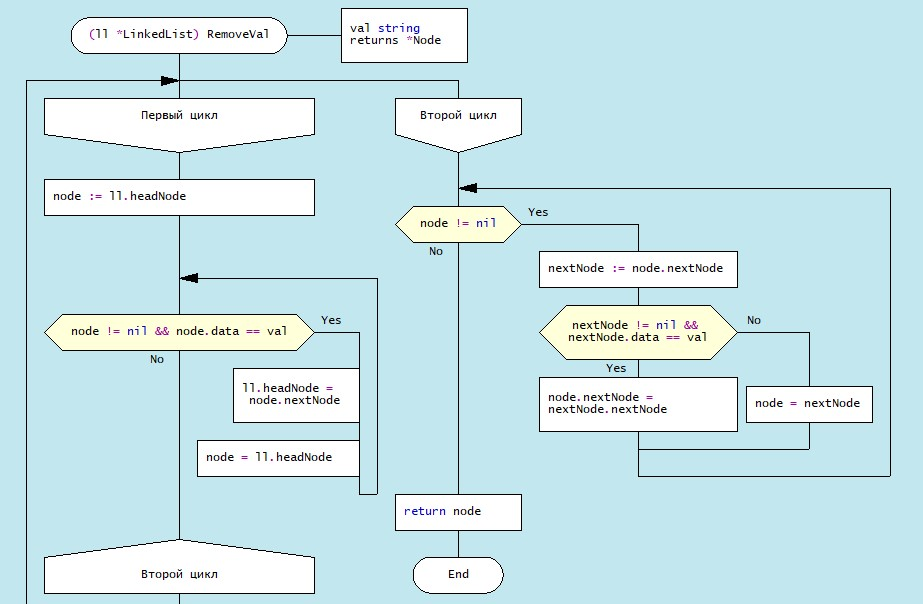 (ll *LinkedList) RemoveVal
val string
returns *Node
Первый цикл
node := ll.headNode
node != nil && node.data == val
Yes
No
ll.headNode =
node.nextNode
node = ll.headNode
Второй цикл
Второй цикл
node != nil
Yes
No
nextNode := node.nextNode
nextNode != nil &&
nextNode.data == val
No
Yes
node.nextNode =
nextNode.nextNode
node = nextNode
return node
End